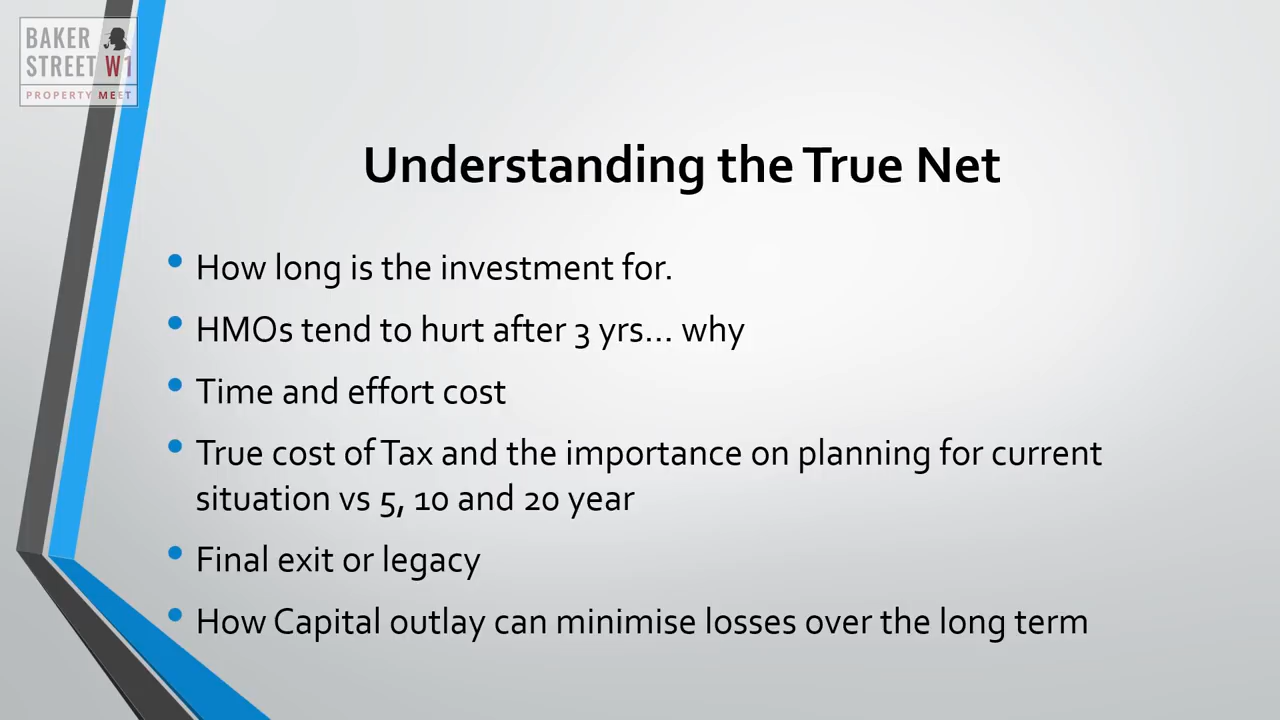 BAKER
STREET W1
PROPERTY MEET
Understanding the True Net
• How long is the investment for.
• HMOs tend to hurt after 3 yrs... why
• Time and effort cost
• True cost of Tax and the importance on planning for current
situation vs 5, 10 and 20 year
• Final exit or legacy
• How Capital outlay can minimise losses over the long term